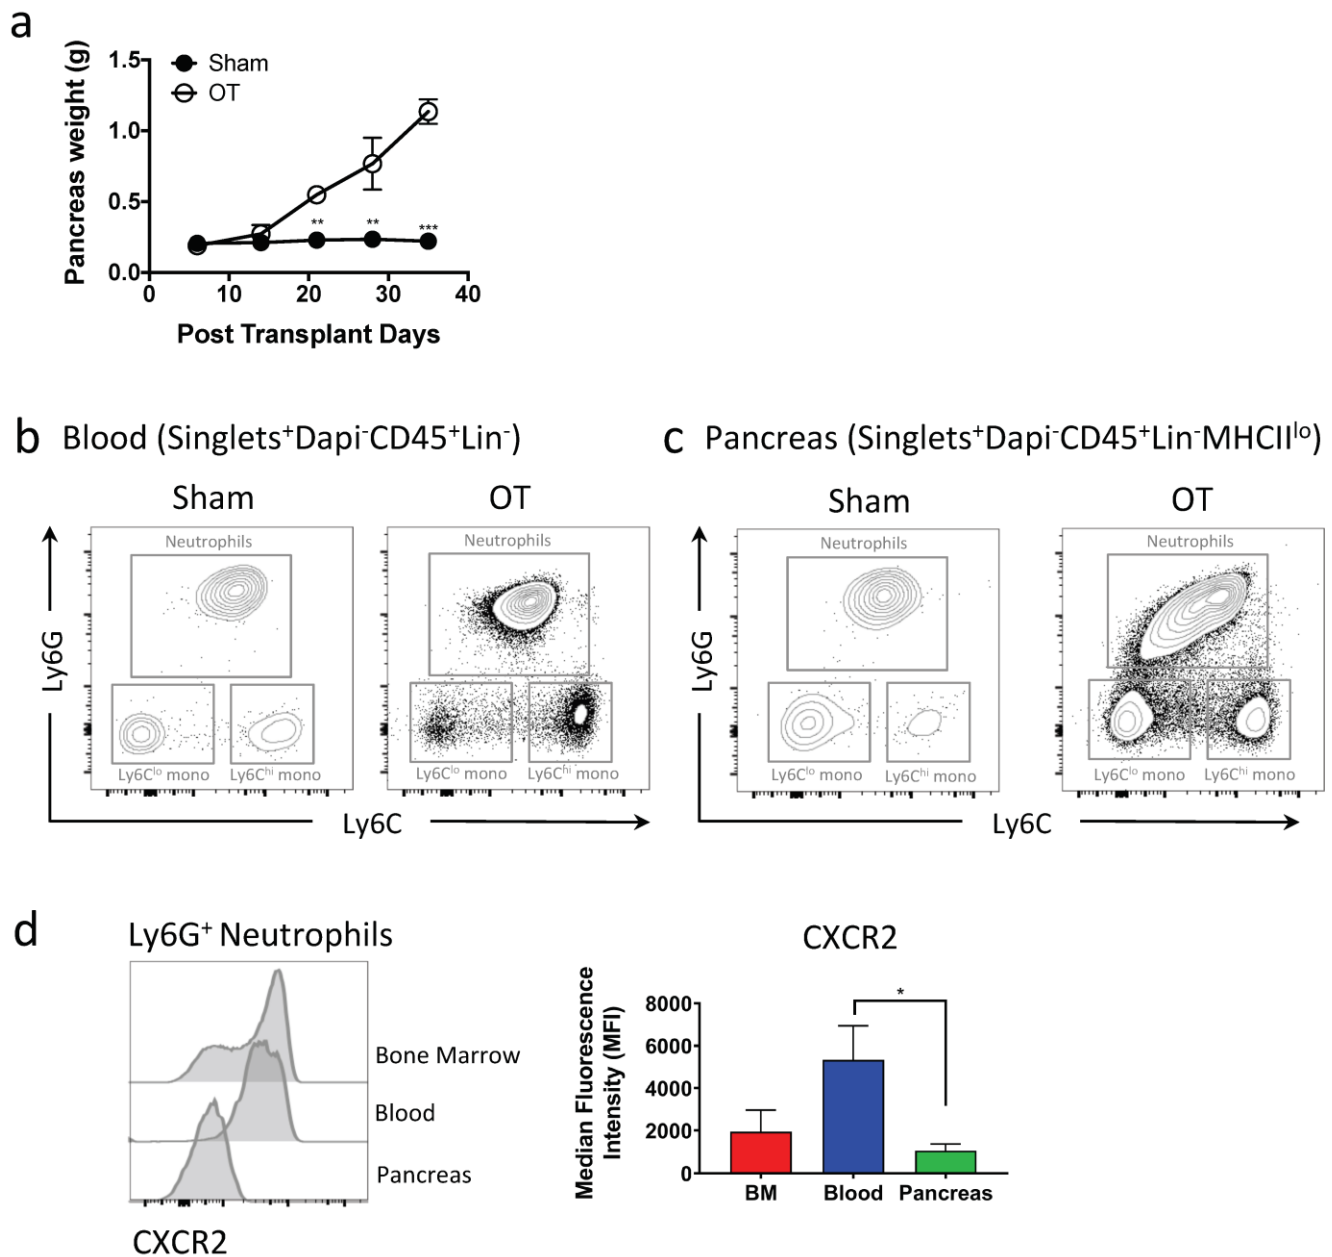 a
Pancreas weight (g)
1.5
1.0
0.5
0.0
Sham
OT
** ** ***
0 10 20 30 40
Post Transplant Days
b Blood (Singlets⁺Dapi⁻CD45⁺Lin⁻)
Sham OT
Neutrophils Neutrophils
Ly6G
Ly6Cˡᵒ mono Ly6Cʰⁱ mono Ly6Cˡᵒ mono Ly6Cʰⁱ mono
Ly6C
c Pancreas (Singlets⁺Dapi⁻CD45⁺Lin⁻MHCIIˡᵒ)
Sham OT
Neutrophils Neutrophils
Ly6G
Ly6Cˡᵒ mono Ly6Cʰⁱ mono Ly6Cˡᵒ mono Ly6Cʰⁱ mono
Ly6C
d Ly6G⁺ Neutrophils
Bone Marrow
Blood
Pancreas
CXCR2
CXCR2
Median Fluorescence
Intensity (MFI)
8000
6000
4000
2000
0
*
BM Blood Pancreas